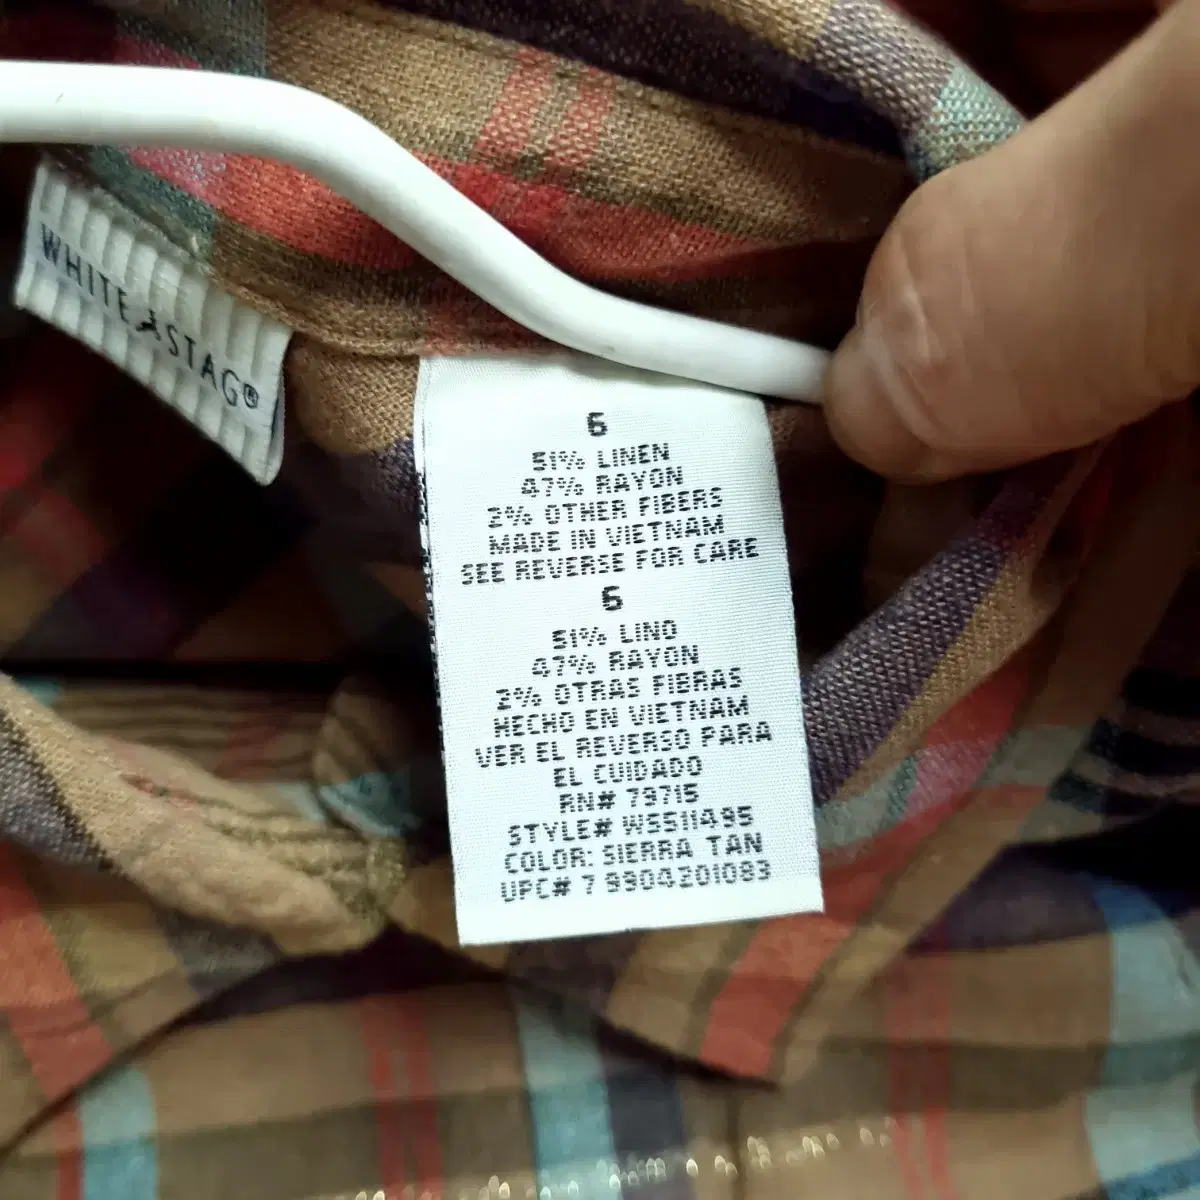 WHITE STAG®
6
51% LINEN
47% RAYON
2% OTHER FIBERS
MADE IN VIETNAM
SEE REVERSE FOR CARE
6
51% LINO
47% RAYON
2% OTRAS FIBRAS
HECHO EN VIETNAM
VER EL REVERSO PARA
EL CUIDADO
RN# 79715
STYLE# WS511495
COLOR: SIERRA TAN
UPC# 7 9904201083